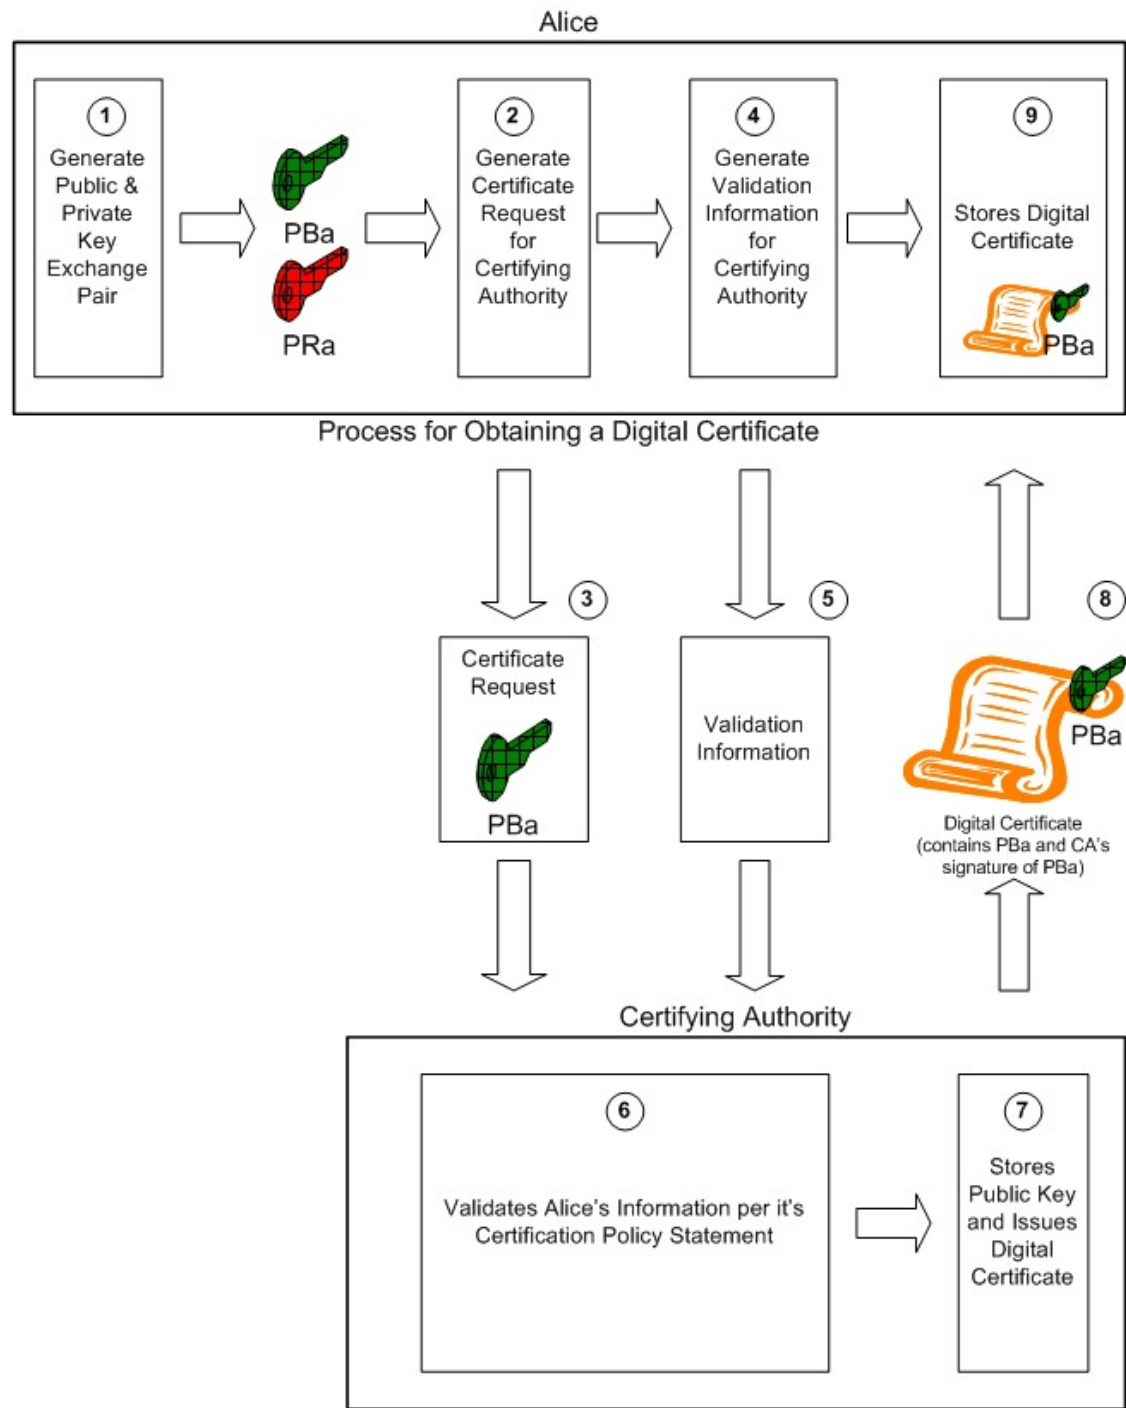 Alice
1
Generate
Public &
Private
Key
Exchange
Pair
PBa
PRa
2
Generate
Certificate
Request
for
Certifying
Authority
4
Generate
Validation
Information
for
Certifying
Authority
9
Stores Digital
Certificate
PBa
Process for Obtaining a Digital Certificate
3
Certificate
Request
PBa
5
Validation
Information
8
PBa
Digital Certificate
(contains PBa and CA's
signature of PBa)
Certifying Authority
6
Validates Alice's Information per it's
Certification Policy Statement
7
Stores
Public Key
and Issues
Digital
Certificate